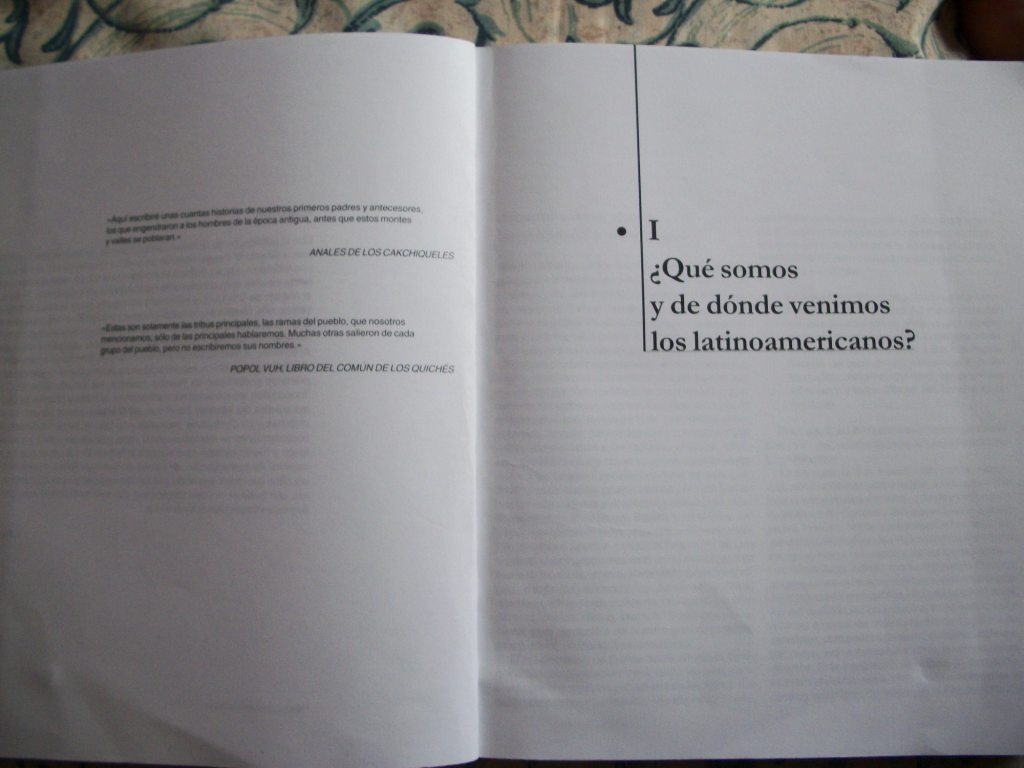 «Aquí escribiré unas cuantas historias de nuestros primeros padres y antecesores,
los que engendraron a los hombres de la época antigua, antes que estos montes
y valles se poblaran.»
ANALES DE LOS CAKCHIQUELES
«Estas son solamente las tribus principales, las ramas del pueblo, que nosotros
mencionamos, sólo de las principales hablaremos. Muchas otras salieron de cada
grupo del pueblo, pero no escribiremos sus nombres.»
POPOL VUH, LIBRO DEL COMÚN DE LOS QUICHÉS
• I
¿Qué somos
y de dónde venimos
los latinoamericanos?